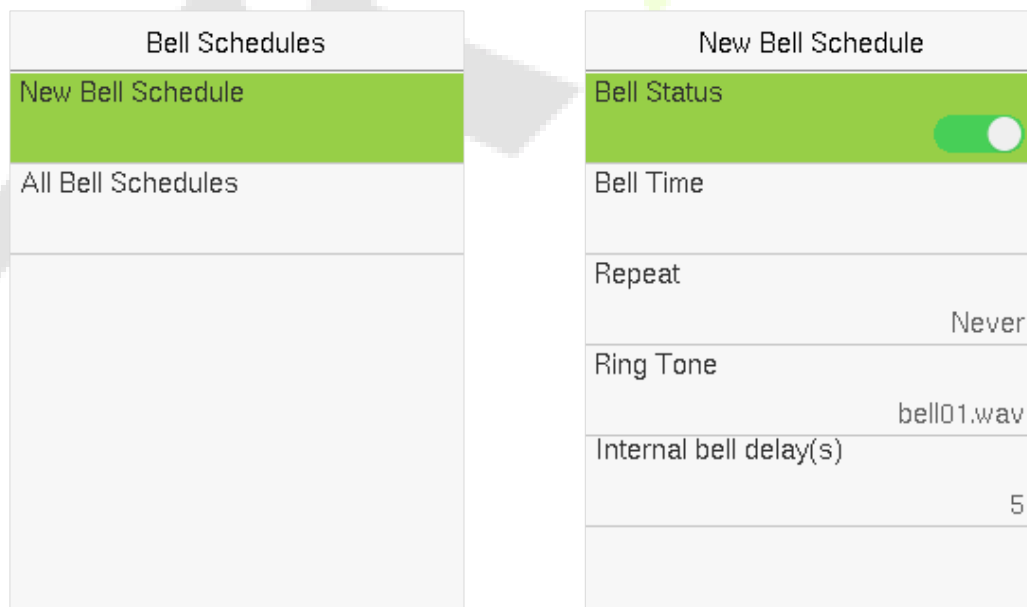 Bell Schedules
New Bell Schedule
All Bell Schedules
New Bell Schedule
Bell Status
Bell Time
Repeat
Never
Ring Tone
bell01.wav
Internal bell delay(s)
5